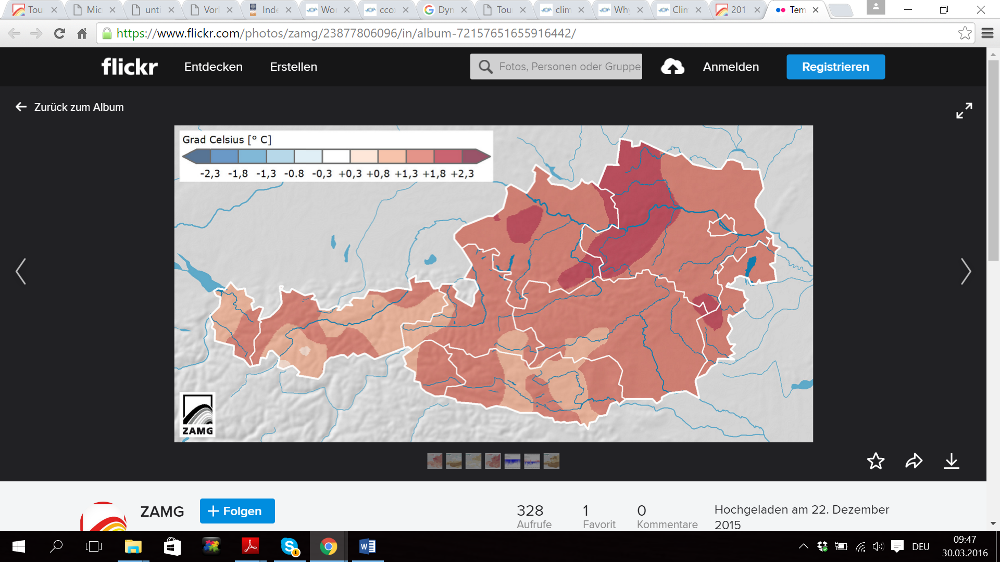 Tou
Mic
unti
Vorl
Inde
Wor
cco
Dyn
Tou
clim
Why
Clim
201
Tem
https://www.flickr.com/photos/zamg/23877806096/in/album-72157651655916442/
flickr
Entdecken
Erstellen
Fotos, Personen oder Gruppe
Anmelden
Registrieren
Zurück zum Album
Grad Celsius [° C]
-2,3 -1,8 -1,3 -0.8 -0,3 +0,3 +0,8 +1,3 +1,8 +2,3
ZAMG
ZAMG
+ Folgen
328
Aufrufe
1
Favorit
0
Kommentare
Hochgeladen am 22. Dezember
2015
1
DEU
09:47
30.03.2016